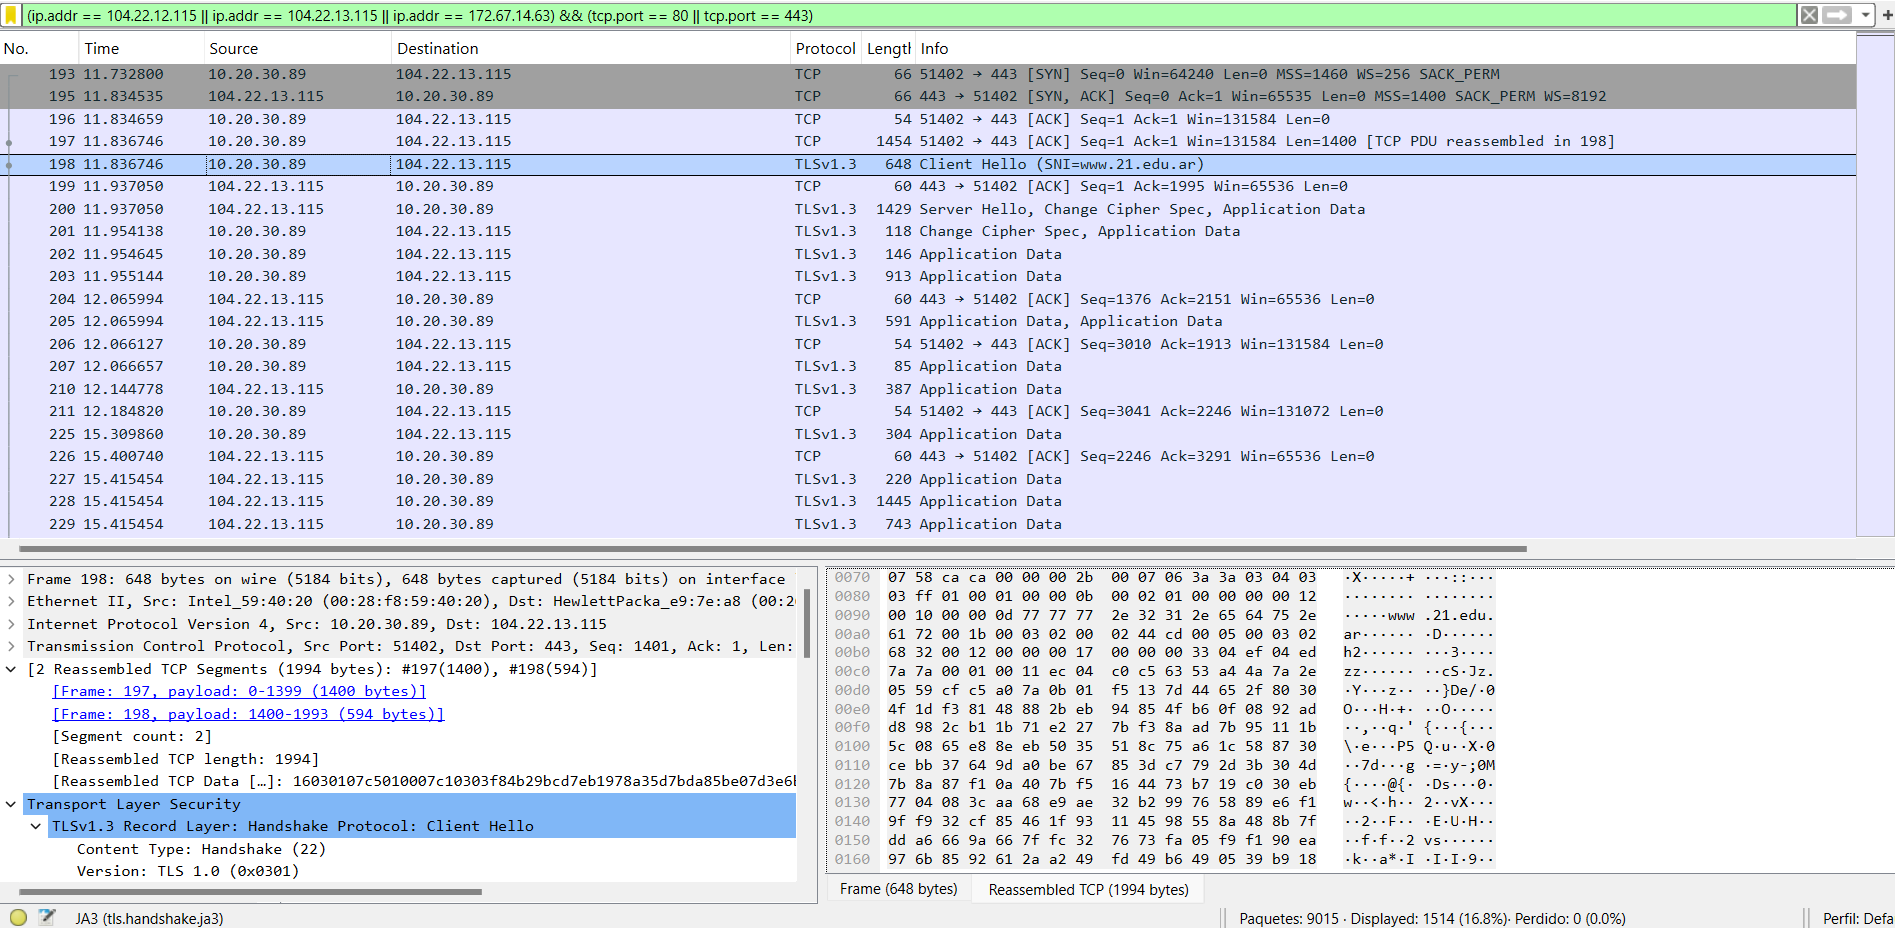 (ip.addr == 104.22.12.115 || ip.addr == 104.22.13.115 || ip.addr == 172.67.14.63) && (tcp.port == 80 || tcp.port == 443)
No. Time Source Destination Protocol Lengtl Info
193 11.732800 10.20.30.89 104.22.13.115 TCP 66 51402 → 443 [SYN] Seq=0 Win=64240 Len=0 MSS=1460 WS=256 SACK_PERM
195 11.834535 104.22.13.115 10.20.30.89 TCP 66 443 → 51402 [SYN, ACK] Seq=0 Ack=1 Win=65535 Len=0 MSS=1400 SACK_PERM WS=8192
196 11.834659 10.20.30.89 104.22.13.115 TCP 54 51402 → 443 [ACK] Seq=1 Ack=1 Win=131584 Len=0
197 11.836746 10.20.30.89 104.22.13.115 TCP 1454 51402 → 443 [ACK] Seq=1 Ack=1 Win=131584 Len=1400 [TCP PDU reassembled in 198]
198 11.836746 10.20.30.89 104.22.13.115 TLSv1.3 648 Client Hello (SNI=www.21.edu.ar)
199 11.937050 104.22.13.115 10.20.30.89 TCP 60 443 → 51402 [ACK] Seq=1 Ack=1995 Win=65536 Len=0
200 11.937050 104.22.13.115 10.20.30.89 TLSv1.3 1429 Server Hello, Change Cipher Spec, Application Data
201 11.954138 10.20.30.89 104.22.13.115 TLSv1.3 118 Change Cipher Spec, Application Data
202 11.954645 10.20.30.89 104.22.13.115 TLSv1.3 146 Application Data
203 11.955144 10.20.30.89 104.22.13.115 TLSv1.3 913 Application Data
204 12.065994 104.22.13.115 10.20.30.89 TCP 60 443 → 51402 [ACK] Seq=1376 Ack=2151 Win=65536 Len=0
205 12.065994 104.22.13.115 10.20.30.89 TLSv1.3 591 Application Data, Application Data
206 12.066127 10.20.30.89 104.22.13.115 TCP 54 51402 → 443 [ACK] Seq=3010 Ack=1913 Win=131584 Len=0
207 12.066657 10.20.30.89 104.22.13.115 TLSv1.3 85 Application Data
210 12.144778 104.22.13.115 10.20.30.89 TLSv1.3 387 Application Data
211 12.184820 10.20.30.89 104.22.13.115 TCP 54 51402 → 443 [ACK] Seq=3041 Ack=2246 Win=131072 Len=0
225 15.309860 10.20.30.89 104.22.13.115 TLSv1.3 304 Application Data
226 15.400740 104.22.13.115 10.20.30.89 TCP 60 443 → 51402 [ACK] Seq=2246 Ack=3291 Win=65536 Len=0
227 15.415454 104.22.13.115 10.20.30.89 TLSv1.3 220 Application Data
228 15.415454 104.22.13.115 10.20.30.89 TLSv1.3 1445 Application Data
229 15.415454 104.22.13.115 10.20.30.89 TLSv1.3 743 Application Data
Frame 198: 648 bytes on wire (5184 bits), 648 bytes captured (5184 bits) on interface
Ethernet II, Src: Intel_59:40:20 (00:28:f8:59:40:20), Dst: HewlettPacka_e9:7e:a8 (00:2
Internet Protocol Version 4, Src: 10.20.30.89, Dst: 104.22.13.115
Transmission Control Protocol, Src Port: 51402, Dst Port: 443, Seq: 1401, Ack: 1, Len:
[2 Reassembled TCP Segments (1994 bytes): #197(1400), #198(594)]
[Frame: 197, payload: 0-1399 (1400 bytes)]
[Frame: 198, payload: 1400-1993 (594 bytes)]
[Segment count: 2]
[Reassembled TCP length: 1994]
[Reassembled TCP Data […]: 16030107c5010007c10303f84b29bcd7eb1978a35d7bda85be07d3e6
Transport Layer Security
TLSv1.3 Record Layer: Handshake Protocol: Client Hello
Content Type: Handshake (22)
Version: TLS 1.0 (0x0301)
0070 07 58 ca ca 00 00 00 2b 00 07 06 3a 3a 03 04 03 ·X·····+ ···::···
0080 03 ff 01 00 01 00 00 0b 00 02 01 00 00 00 00 12 ········ ········
0090 00 10 00 00 0d 77 77 77 2e 32 31 2e 65 64 75 2e ·····www .21.edu.
00a0 61 72 00 1b 00 03 02 00 02 44 cd 00 05 00 03 02 ar······ ·D······
00b0 68 32 00 12 00 00 00 17 00 00 00 33 04 ef 04 ed h2······ ···3····
00c0 7a 7a 00 01 00 11 ec 04 c0 c5 63 53 a4 4a 7a 2e zz······ ··cS·Jz.
00d0 05 59 cf c5 a0 7a 0b 01 f5 13 7d 44 65 2f 80 30 ·Y···z·· ··}De/·0
00e0 4f 1d f3 81 48 88 2b eb 94 85 4f b6 0f 08 92 ad O···H·+· ··O·····
00f0 d8 98 2c b1 1b 71 e2 27 7b f3 8a ad 7b 95 11 1b ··,··q·' {···{···
0100 5c 08 65 e8 8e eb 50 35 51 8c 75 a6 1c 58 87 30 \·e···P5 Q·u··X·0
0110 ce bb 37 64 9d a0 be 67 85 3d c7 79 2d 3b 30 4d ··7d···g ·=·y-;0M
0120 7b 8a 87 f1 0a 40 7b f5 16 44 73 b7 19 c0 30 eb {····@{· ·Ds···0·
0130 77 04 08 3c aa 68 e9 ae 32 b2 99 76 58 89 e6 f1 w··<·h·· 2··vX···
0140 9f f9 32 cf 85 46 1f 93 11 45 98 55 8a 48 8b 7f ··2··F·· ·E·U·H··
0150 dd a6 66 9a 66 7f fc 32 76 73 fa 05 f9 f1 90 ea ··f·f··2 vs······
0160 97 6b 85 92 61 2a a2 49 fd 49 b6 49 05 39 b9 18 ·k··a*·I ·I·I·9··
Frame (648 bytes) Reassembled TCP (1994 bytes)
JA3 (tls.handshake.ja3) Paquetes: 9015 · Displayed: 1514 (16.8%)· Perdido: 0 (0.0%) Perfil: Defa